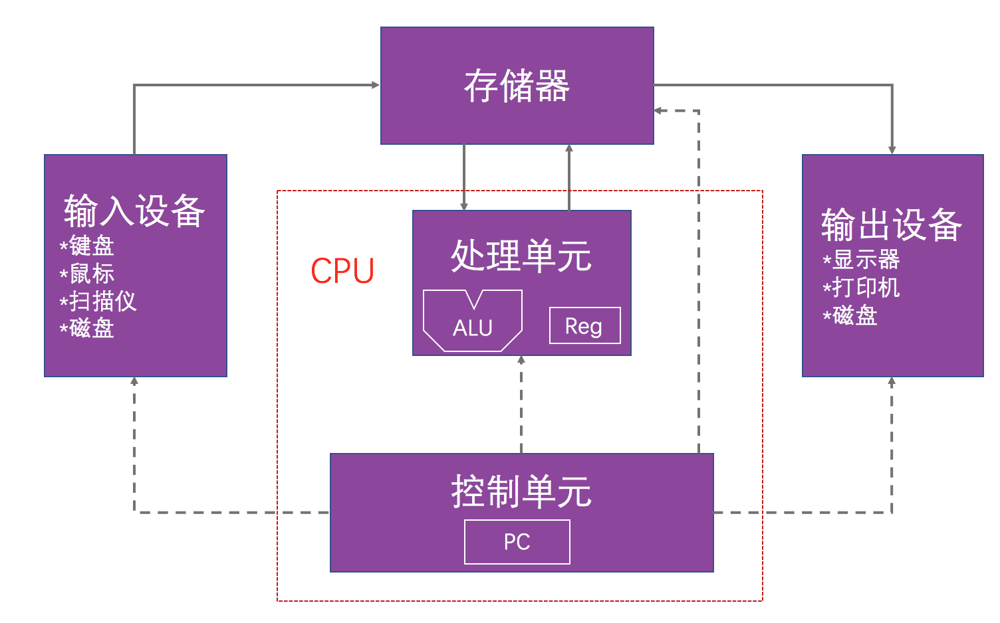 存储器
输入设备
*键盘
*鼠标
*扫描仪
*磁盘
CPU
处理单元
ALU
Reg
输出设备
*显示器
*打印机
*磁盘
控制单元
PC